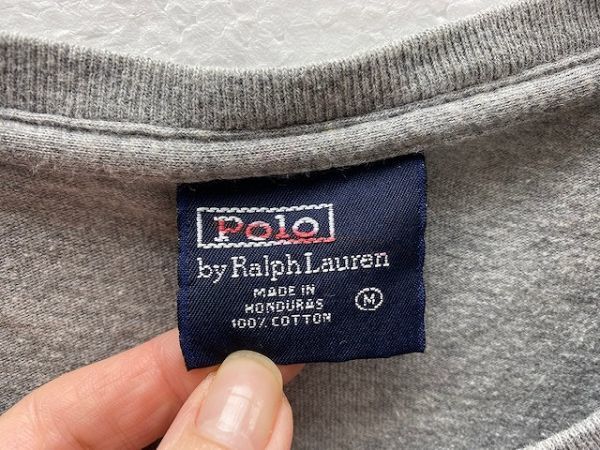 Polo
by Ralph Lauren
MADE IN
HONDURAS
100% COTTON
M